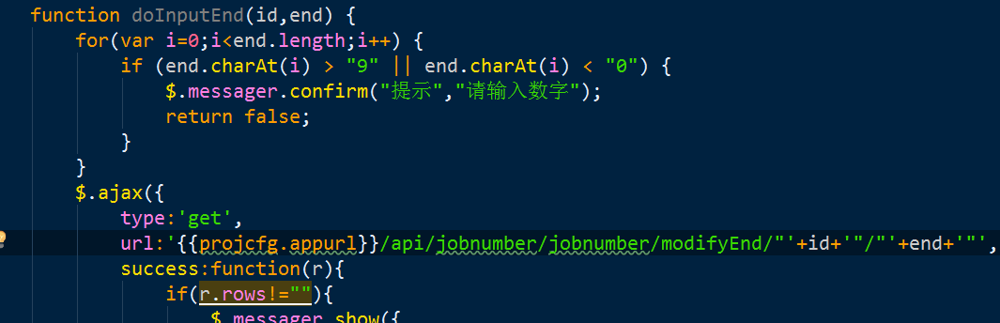 function doInputEnd(id,end) {
for(var i=0;i<end.length;i++) {
if (end.charAt(i) > "9" || end.charAt(i) < "0") {
$.messager.confirm("提示","请输入数字");
return false;
}
}
$.ajax({
type:'get',
url:'{{projcfg.appurl}}/api/jobnumber/jobnumber/modifyEnd/"'+id+'"/"'+end+'"',
success:function(r){
if(r.rows!=""){
$.messager.show({